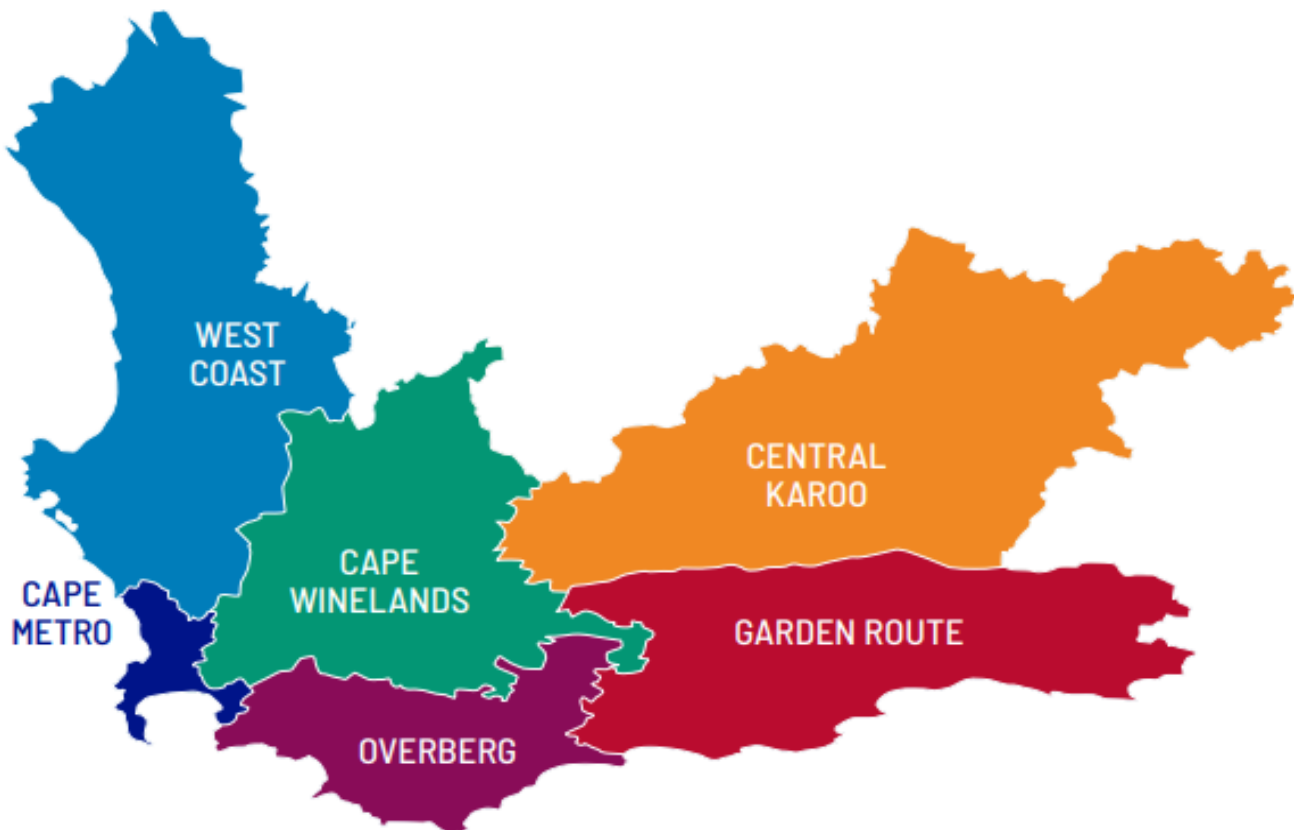 WEST
COAST
CENTRAL
KAROO
CAPE
WINELANDS
CAPE
METRO
GARDEN ROUTE
OVERBERG